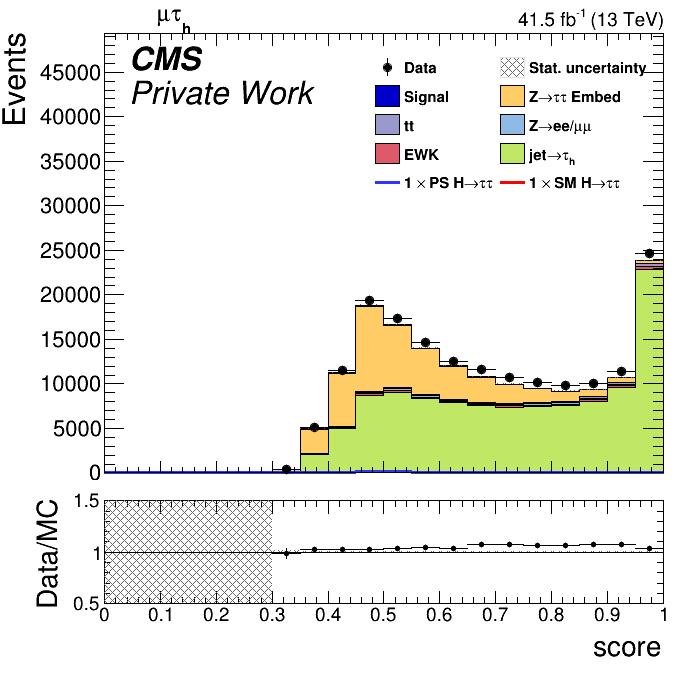 μτh 41.5 fb-1 (13 TeV)
CMS
Private Work
Data Stat. uncertainty
Signal Z→ττ Embed
tt Z→ee/μμ
EWK jet→τh
1 × PS H→ττ 1 × SM H→ττ
Events
45000
40000
35000
30000
25000
20000
15000
10000
5000
0
Data/MC
1.5
1
0.5
0 0.1 0.2 0.3 0.4 0.5 0.6 0.7 0.8 0.9 1
score